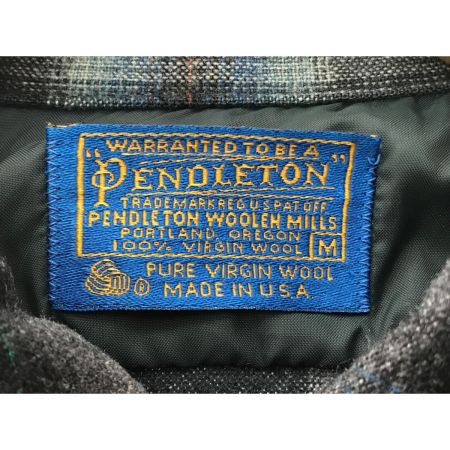 WARRANTED TO BE A
"PENDLETON"
TRADEMARK REG U S PAT OFF
PENDLETON WOOLEN MILLS
PORTLAND, OREGON
100% VIRGIN WOOL M
® PURE VIRGIN WOOL
MADE IN U.S.A.